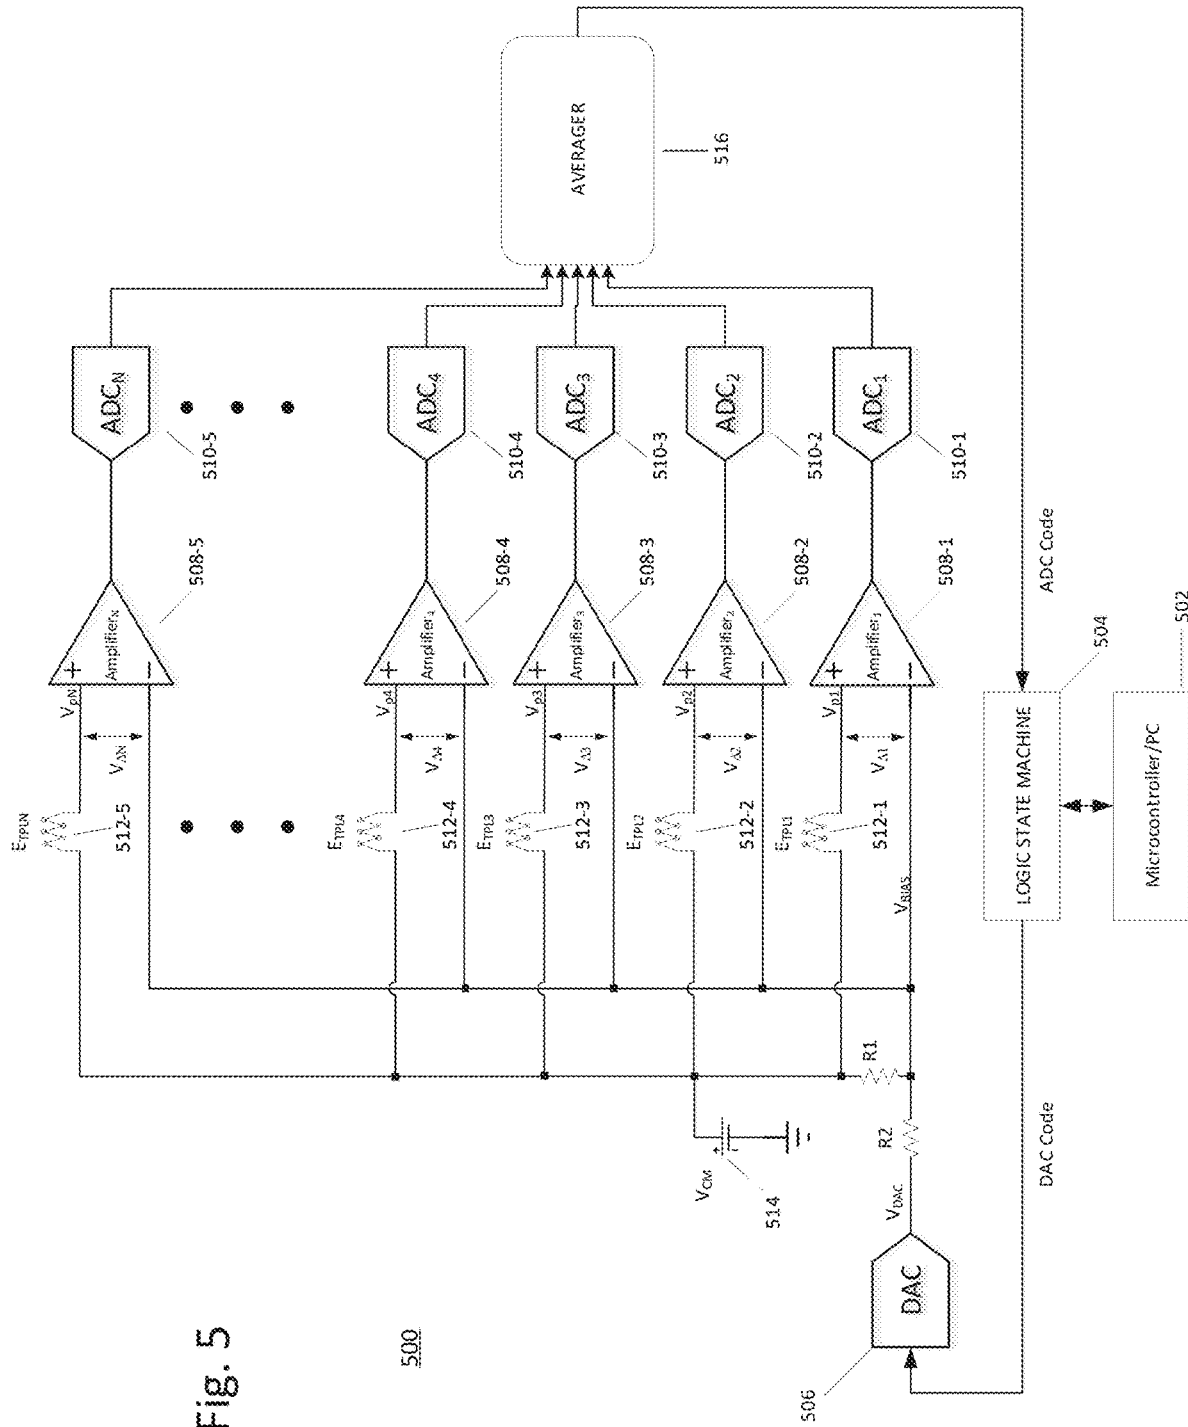 Fig. 5
500
E_TPLN
512-5
V_ΔN
V_pN
+
−
Amplifier_N
508-5
ADC_N
510-5
E_TPL4
512-4
V_Δ4
V_p4
+
−
Amplifier_4
508-4
ADC_4
510-4
E_TPL3
512-3
V_Δ3
V_p3
+
−
Amplifier_3
508-3
ADC_3
510-3
E_TPL2
512-2
V_Δ2
V_p2
+
−
Amplifier_2
508-2
ADC_2
510-2
E_TPL1
512-1
V_Δ1
V_p1
+
−
Amplifier_1
508-1
ADC_1
510-1
AVERAGER
516
V_CM
514
R1
R2
V_BIAS
V_DAC
DAC
506
DAC Code
ADC Code
LOGIC STATE MACHINE
504
Microcontroller/PC
502